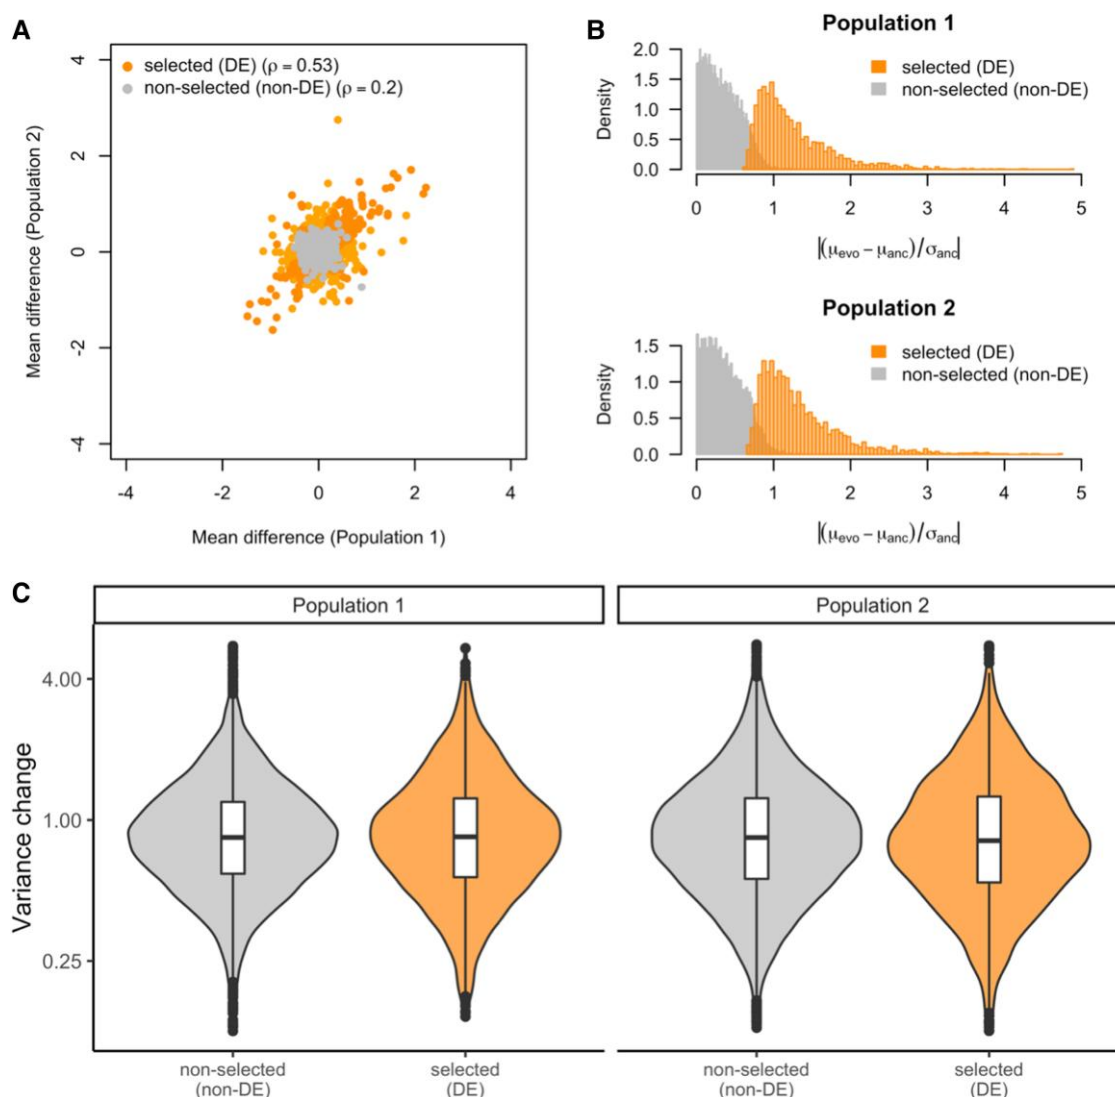 A
4
2
0
-2
-4
-4
-2
0
2
4
selected (DE) (ρ = 0.53)
non-selected (non-DE) (ρ = 0.2)
Mean difference (Population 2)
Mean difference (Population 1)
B
Population 1
2.0
1.5
1.0
0.5
0.0
Density
selected (DE)
non-selected (non-DE)
0 1 2 3 4 5
|(μevo − μanc)/σanc|
Population 2
1.5
1.0
0.5
0.0
Density
selected (DE)
non-selected (non-DE)
0 1 2 3 4 5
|(μevo − μanc)/σanc|
C
Population 1
Population 2
Variance change
4.00
1.00
0.25
non-selected
(non-DE)
selected
(DE)
non-selected
(non-DE)
selected
(DE)